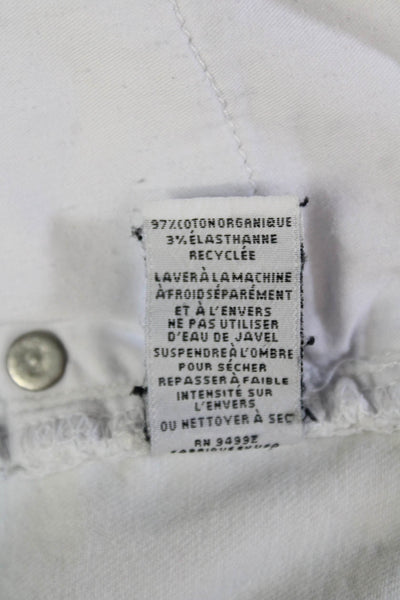 97% COTON ORGANIQUE
3% ÉLASTHANNE
RECYCLÉE
LAVER À LA MACHINE
À FROID SÉPARÉMENT
ET À L'ENVERS
NE PAS UTILISER
D'EAU DE JAVEL
SUSPENDRE À L'OMBRE
POUR SÉCHER
REPASSER À FAIBLE
INTENSITÉ SUR
L'ENVERS
OU NETTOYER À SEC
RN 94992